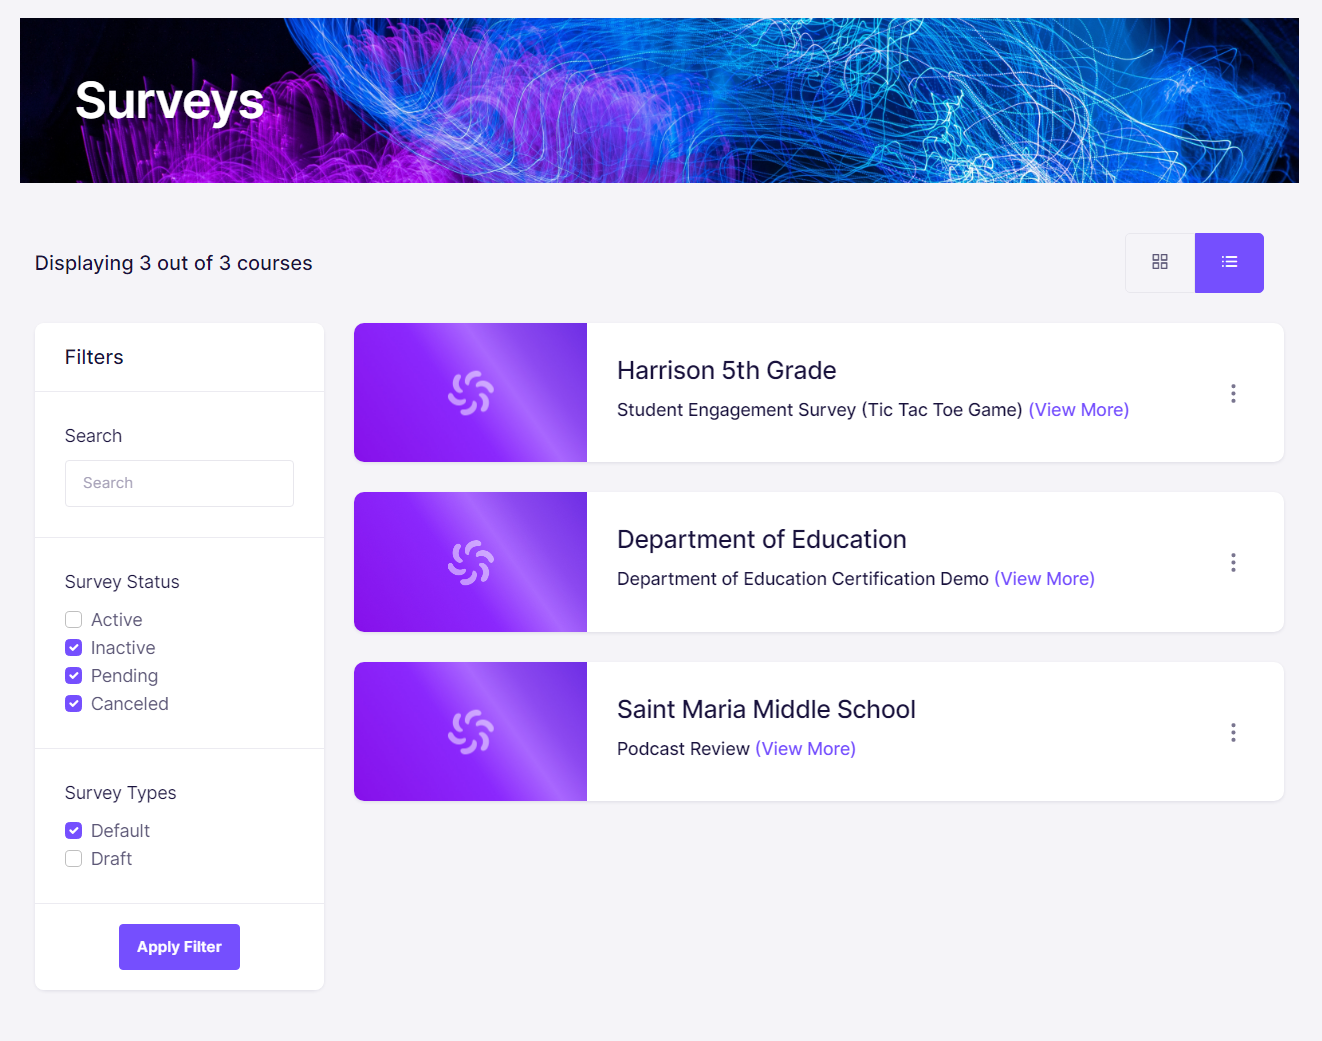 Surveys
Displaying 3 out of 3 courses
Filters
Search
Search
Survey Status
Active
Inactive
Pending
Canceled
Survey Types
Default
Draft
Apply Filter
Harrison 5th Grade
Student Engagement Survey (Tic Tac Toe Game) (View More)
Department of Education
Department of Education Certification Demo (View More)
Saint Maria Middle School
Podcast Review (View More)